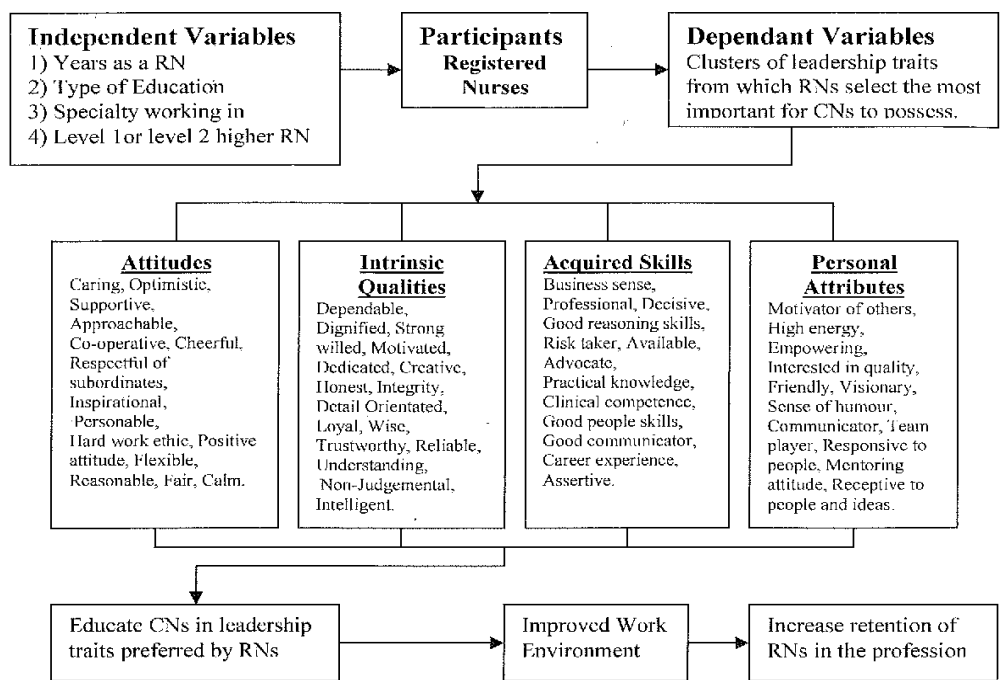 Independent Variables
1) Years as a RN
2) Type of Education
3) Specialty working in
4) Level 1or level 2 higher RN
Participants
Registered
Nurses
Dependant Variables
Clusters of leadership traits
from which RNs select the most
important for CNs to possess.
Attitudes
Caring, Optimistic,
Supportive,
Approachable,
Co-operative, Cheerful,
Respectful of
subordinates,
Inspirational,
Personable,
Hard work ethic, Positive
attitude, Flexible,
Reasonable, Fair, Calm.
Intrinsic
Qualities
Dependable,
Dignified, Strong
willed, Motivated,
Dedicated, Creative,
Honest, Integrity,
Detail Orientated,
Loyal, Wise,
Trustworthy, Reliable,
Understanding,
Non-Judgemental,
Intelligent.
Acquired Skills
Business sense,
Professional, Decisive,
Good reasoning skills,
Risk taker, Available,
Advocate,
Practical knowledge,
Clinical competence,
Good people skills,
Good communicator,
Career experience,
Assertive.
Personal
Attributes
Motivator of others,
High energy,
Empowering,
Interested in quality,
Friendly, Visionary,
Sense of humour,
Communicator, Team
player, Responsive to
people, Mentoring
attitude, Receptive to
people and ideas.
Educate CNs in leadership
traits preferred by RNs
Improved Work
Environment
Increase retention of
RNs in the profession